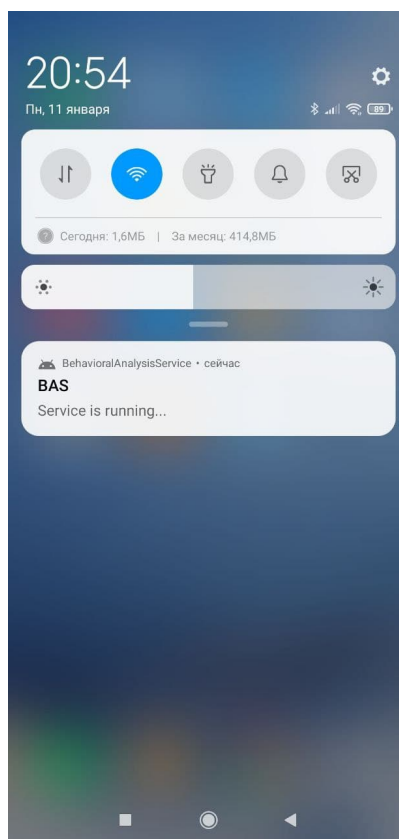 20:54
Пн, 11 января
89
Сегодня: 1,6МБ | За месяц: 414,8МБ
BehavioralAnalysisService • сейчас
BAS
Service is running...